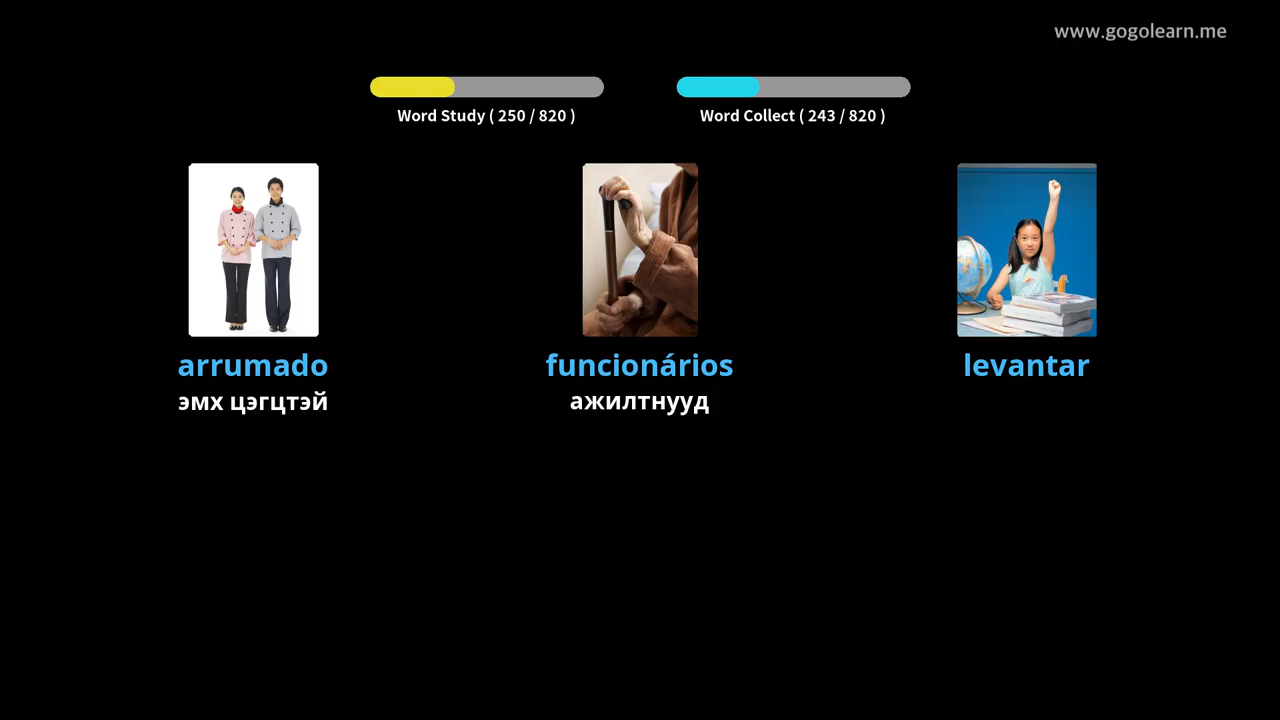 www.gogolearn.me
Word Study ( 250 / 820 )
Word Collect ( 243 / 820 )
arrumado
эмх цэгцтэй
funcionários
ажилтнууд
levantar